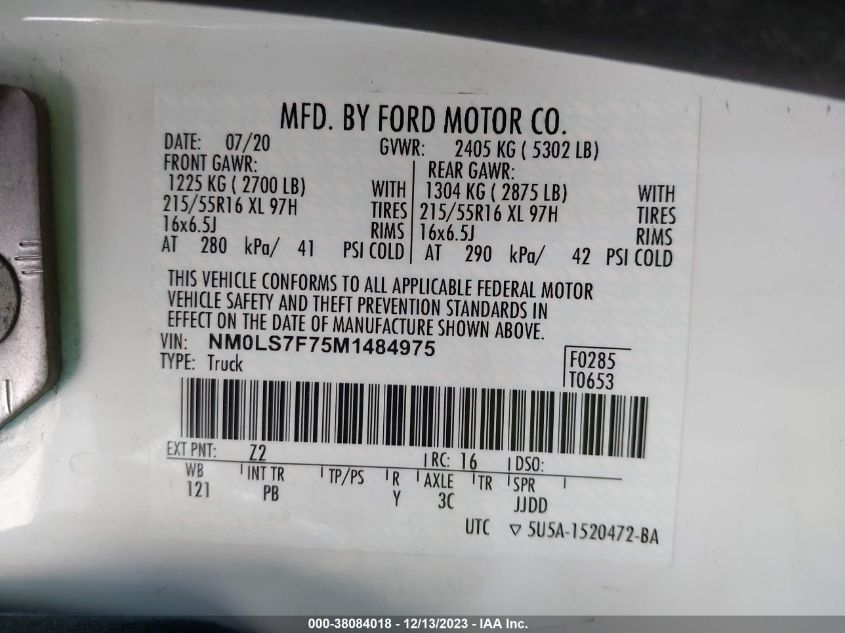 MFD. BY FORD MOTOR CO.
DATE: 07/20 GVWR: 2405 KG ( 5302 LB)
FRONT GAWR: REAR GAWR:
1225 KG ( 2700 LB) WITH 1304 KG ( 2875 LB) WITH
215/55R16 XL 97H TIRES 215/55R16 XL 97H TIRES
16x6.5J RIMS 16x6.5J RIMS
AT 280 kPa/ 41 PSI COLD AT 290 kPa/ 42 PSI COLD
THIS VEHICLE CONFORMS TO ALL APPLICABLE FEDERAL MOTOR
VEHICLE SAFETY AND THEFT PREVENTION STANDARDS IN
EFFECT ON THE DATE OF MANUFACTURE SHOWN ABOVE.
VIN: NM0LS7F75M1484975
TYPE: Truck
F0285
T0653
EXT PNT: Z2 RC: 16 DSO:
WB INT TR TP/PS R AXLE TR SPR
121 PB Y 3C JJDD
UTC ▽ 5U5A-1520472-BA
000-38084018 - 12/13/2023 - IAA Inc.